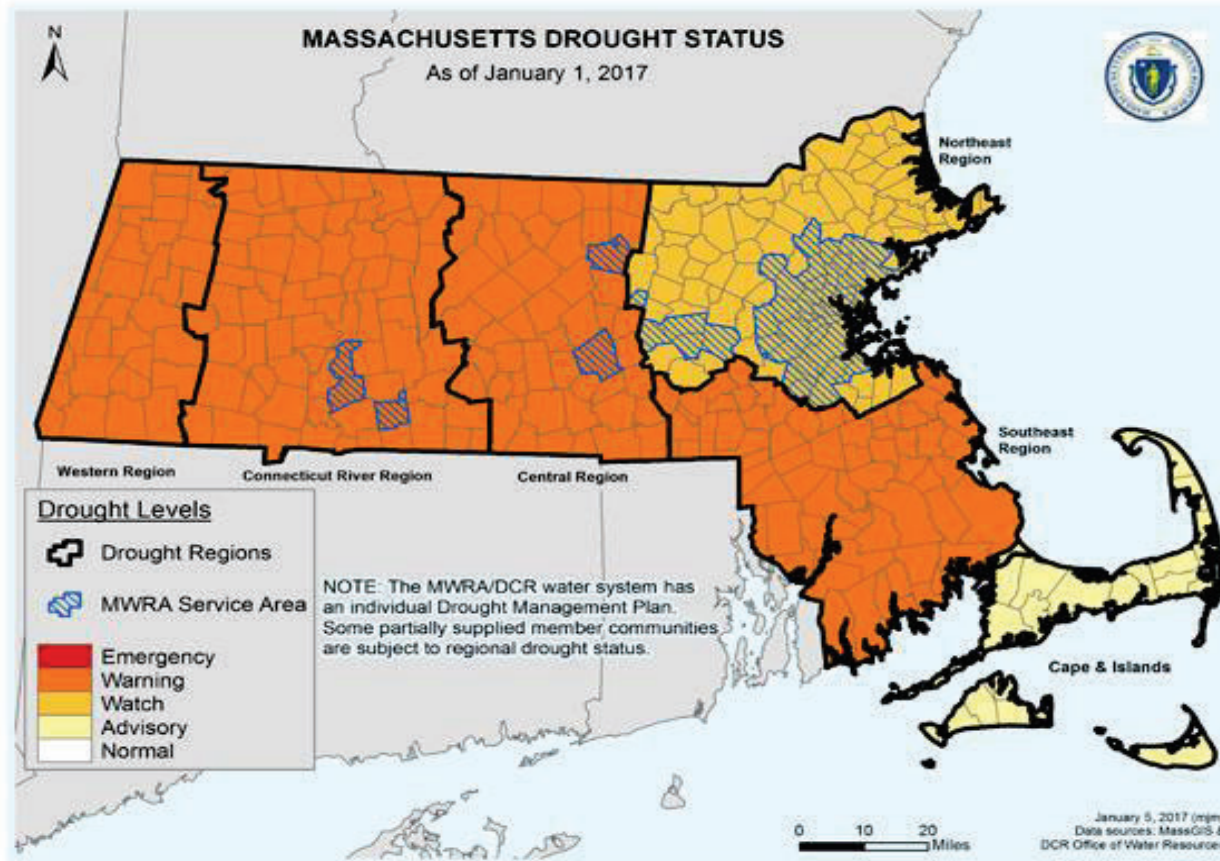 MASSACHUSETTS DROUGHT STATUS
As of January 1, 2017
N
Northeast
Region
Southeast
Region
Western Region
Connecticut River Region
Central Region
Cape & Islands
Drought Levels
Drought Regions
MWRA Service Area
Emergency
Warning
Watch
Advisory
Normal
NOTE: The MWRA/DCR water system has
an individual Drought Management Plan.
Some partially supplied member communities
are subject to regional drought status.
0 10 20
Miles
January 5, 2017 (mjm
Data sources: MassGIS &
DCR Office of Water Resource